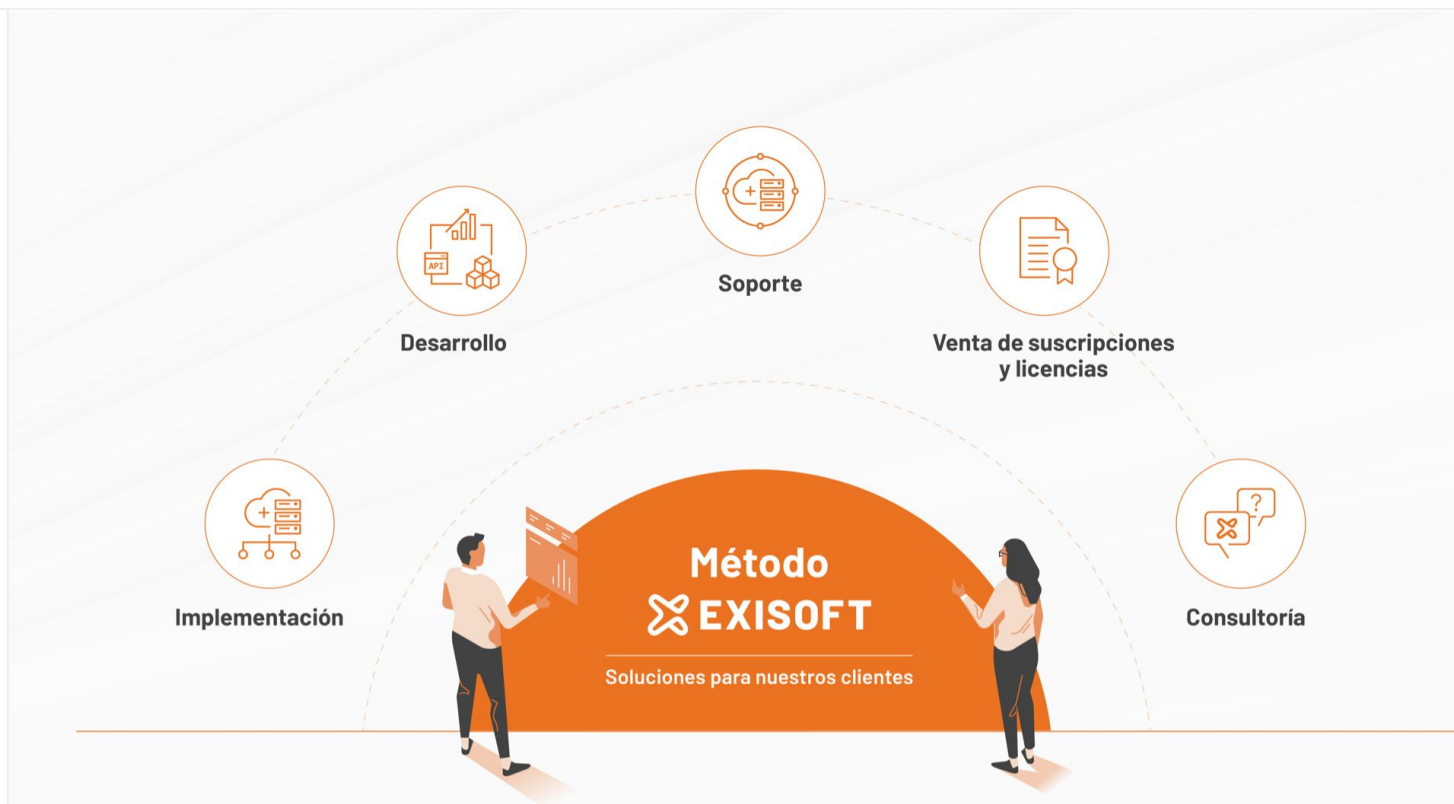 Soporte
Desarrollo
API
Venta de suscripciones
y licencias
Implementación
Consultoría
?
Método
EXISOFT
Soluciones para nuestros clientes